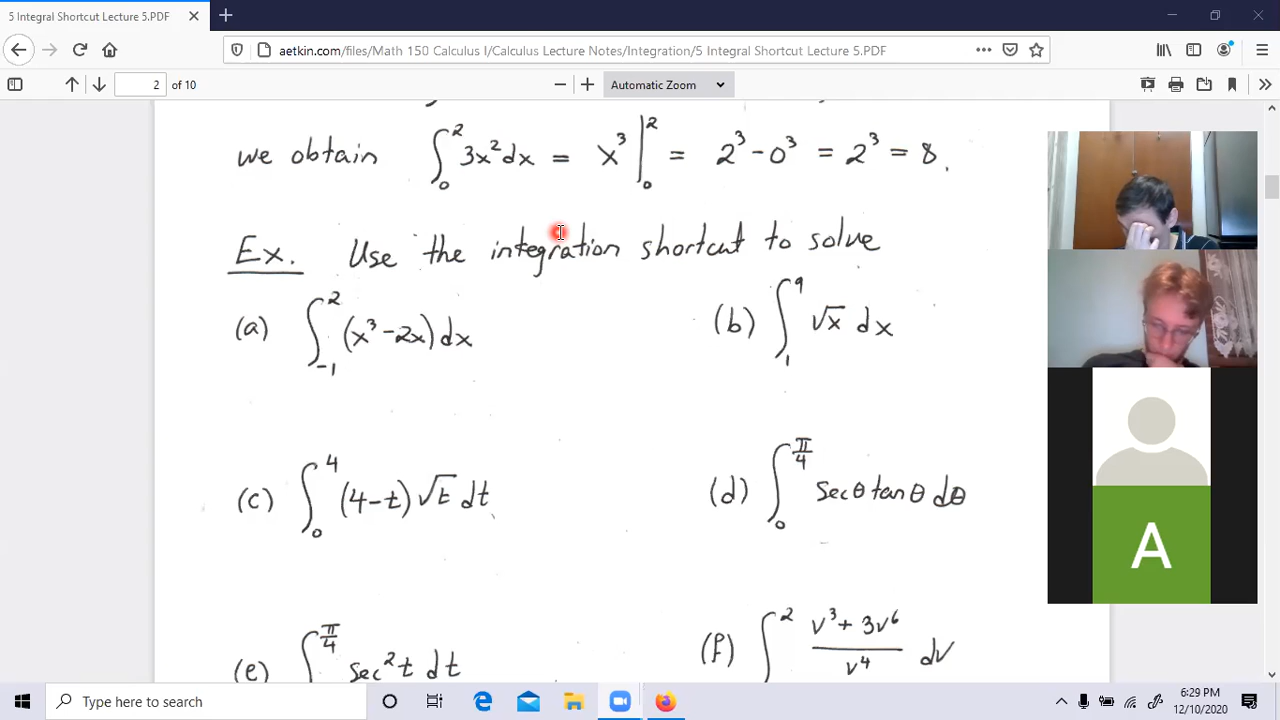 5 Integral Shortcut Lecture 5.PDF
aetkin.com/files/Math 150 Calculus I/Calculus Lecture Notes/Integration/5 Integral Shortcut Lecture 5.PDF
2 of 10 Automatic Zoom
we obtain ∫₀² 3x²dx = x³ |₀² = 2³ - 0³ = 2³ = 8.
Ex. Use the integration shortcut to solve
(a) ∫₋₁² (x³ - 2x) dx (b) ∫₁⁹ √x dx
(c) ∫₀⁴ (4-t) √t dt (d) ∫₀^(π/4) secθ tanθ dθ
(e) ∫^(π/4) sec²t dt (f) ∫² (v³ + 3v⁶)/v⁴ dv
A
Type here to search
6:29 PM
12/10/2020